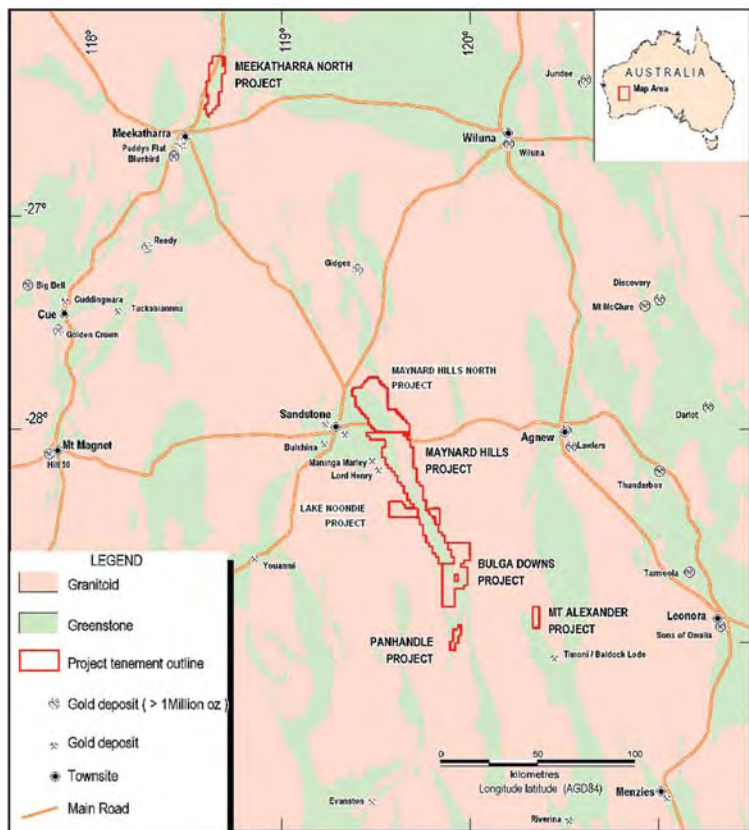 118°
119°
120°
MEEKATHARRA NORTH
PROJECT
Jundee
AUSTRALIA
Map Area
Meekatharra
Paddys Flat
Bluebird
Wiluna
Wiluna
-27°
Reedy
Gidgee
Big Bell
Cuddingwara
Tuckabiannna
Cue
Golden Crown
Discovery
Mt McClure
MAYNARD HILLS NORTH
PROJECT
Sandstone
-28°
Bulchina
Maninga Marley
Lord Henry
MAYNARD HILLS
PROJECT
Agnew
Lawlers
Darlot
Mt Magnet
Hill 50
Thunderbox
LAKE NOONDIE
PROJECT
BULGA DOWNS
PROJECT
Youanmi
Tarmoola
MT ALEXANDER
PROJECT
Leonora
Sons of Gwalia
PANHANDLE
PROJECT
Timoni / Baldock Lode
LEGEND
Granitoid
Greenstone
Project tenement outline
Gold deposit ( > 1Million oz )
Gold deposit
Townsite
Main Road
0
50
100
kilometres
Longitude latitude (AGD84)
Evanston
Menzies
Riverina